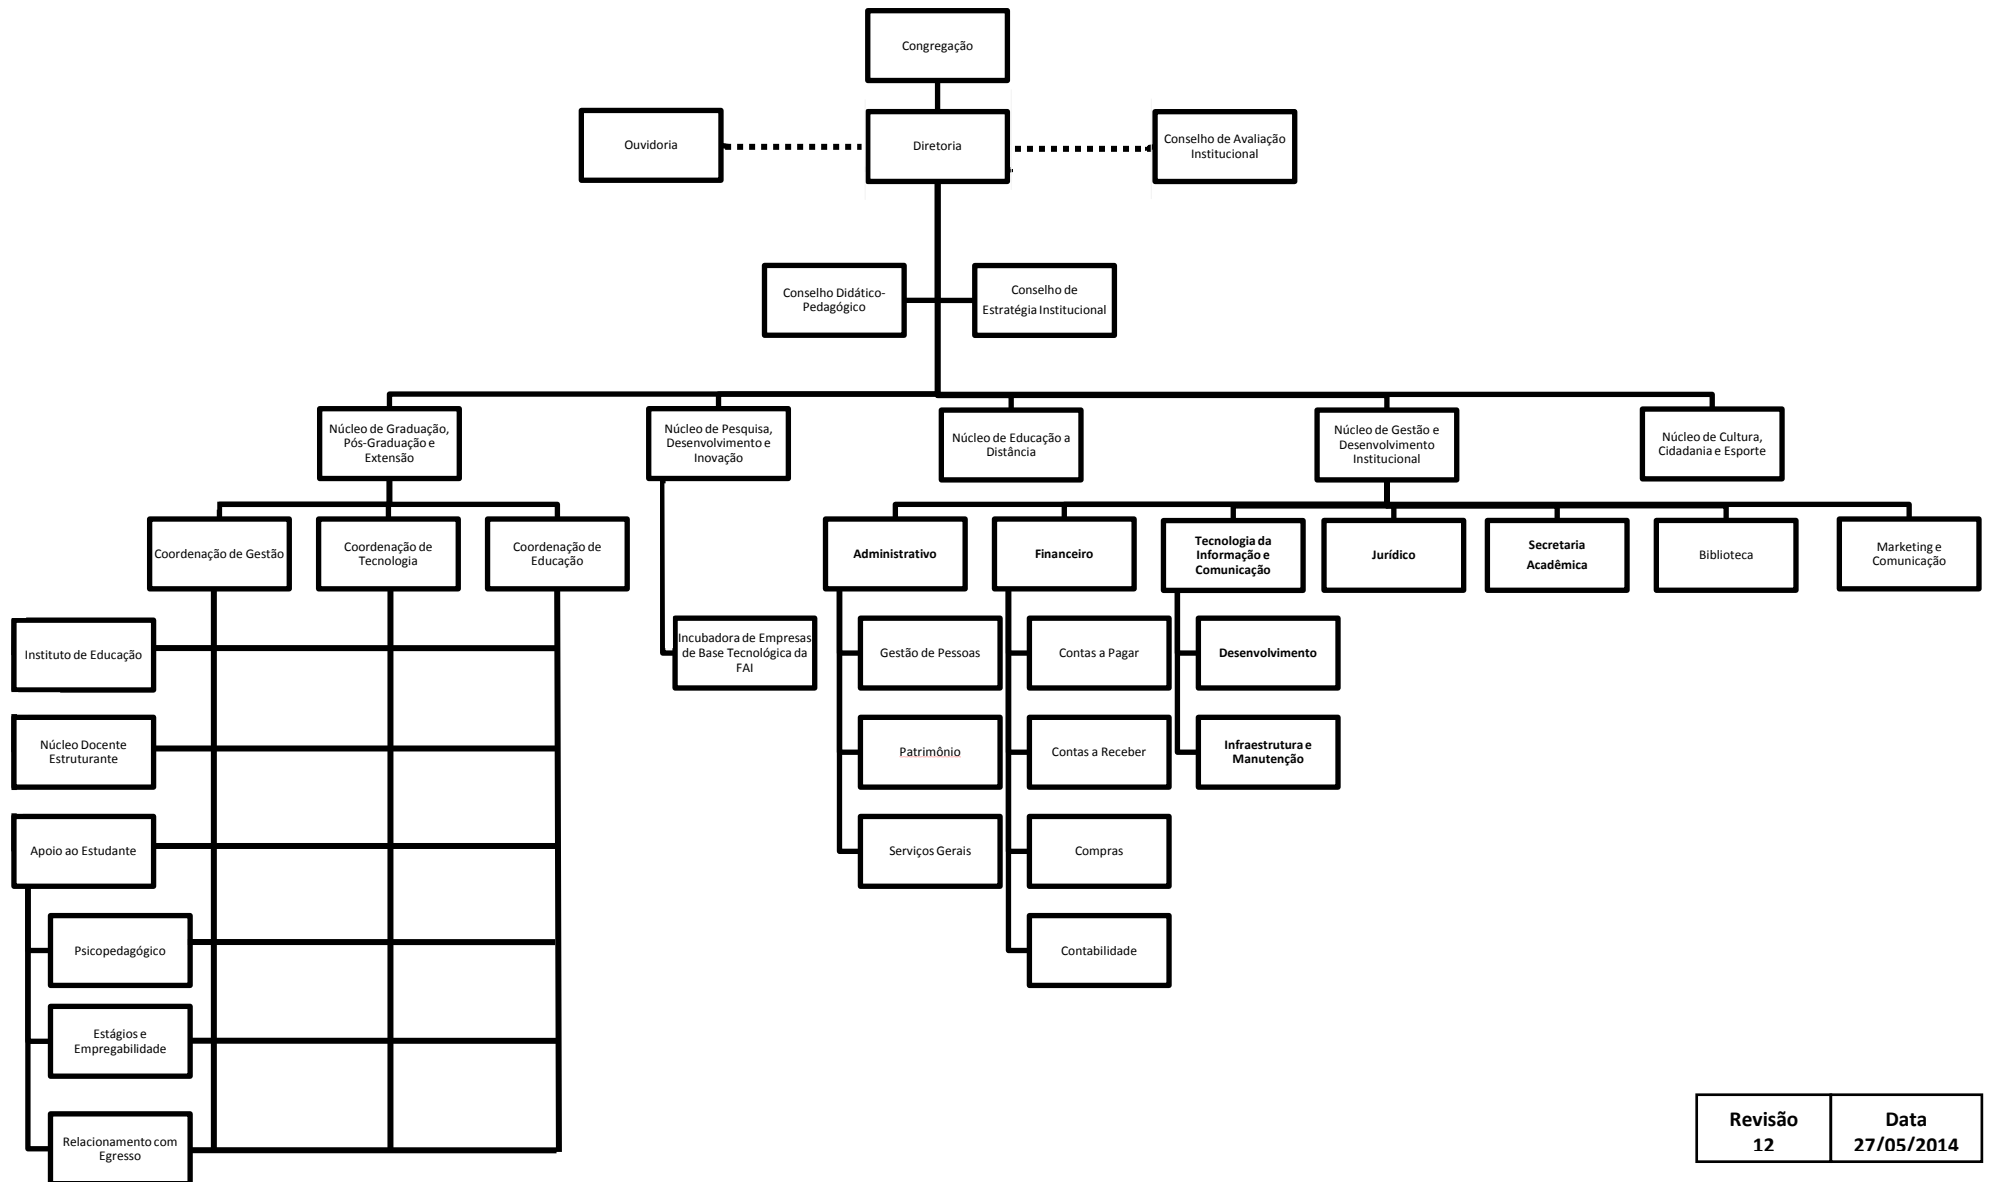 Congregação
Ouvidoria
Diretoria
Conselho de Avaliação
Institucional
Conselho Didático-
Pedagógico
Conselho de
Estratégia Institucional
Núcleo de Graduação,
Pós-Graduação e
Extensão
Núcleo de Pesquisa,
Desenvolvimento e
Inovação
Núcleo de Educação a
Distância
Núcleo de Gestão e
Desenvolvimento
Institucional
Núcleo de Cultura,
Cidadania e Esporte
Coordenação de Gestão
Coordenação de
Tecnologia
Coordenação de
Educação
Administrativo
Financeiro
Tecnologia da
Informação e
Comunicação
Jurídico
Secretaria
Acadêmica
Biblioteca
Marketing e
Comunicação
Instituto de Educação
Incubadora de Empresas
de Base Tecnológica da
FAI
Gestão de Pessoas
Contas a Pagar
Desenvolvimento
Núcleo Docente
Estruturante
Patrimônio
Contas a Receber
Infraestrutura e
Manutenção
Apoio ao Estudante
Serviços Gerais
Compras
Psicopedagógico
Contabilidade
Estágios e
Empregabilidade
Relacionamento com
Egresso
Revisão
12
Data
27/05/2014